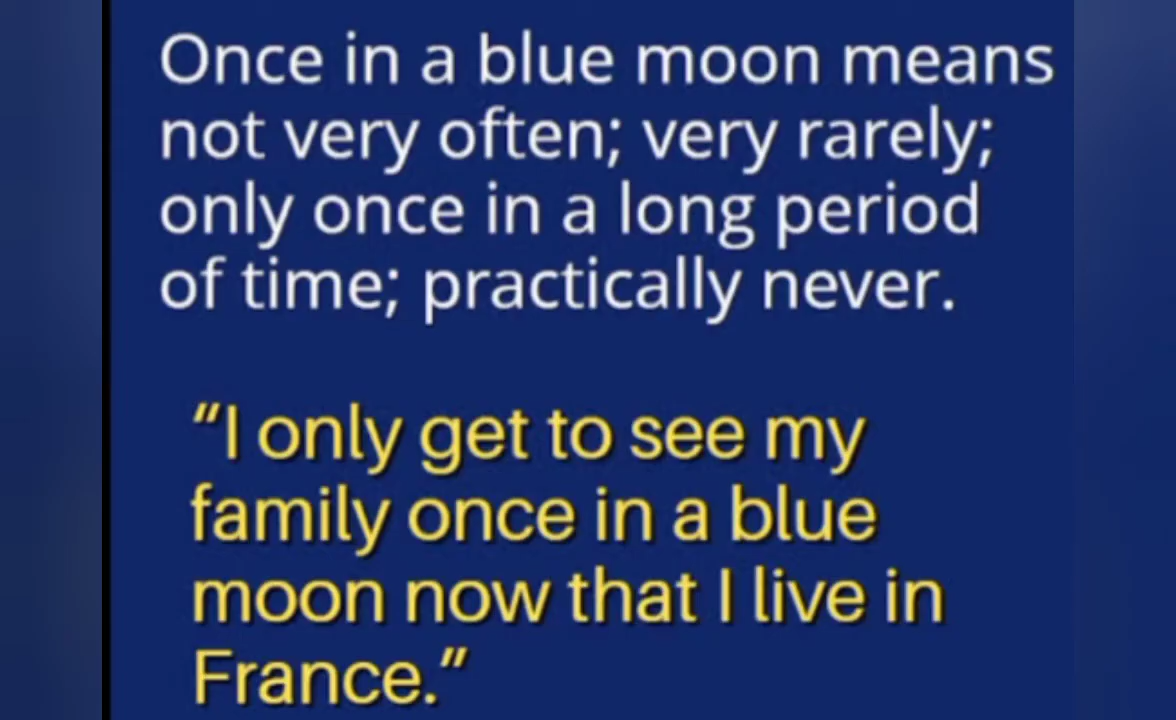 Once in a blue moon means
not very often; very rarely;
only once in a long period
of time; practically never.
“I only get to see my
family once in a blue
moon now that I live in
France.”